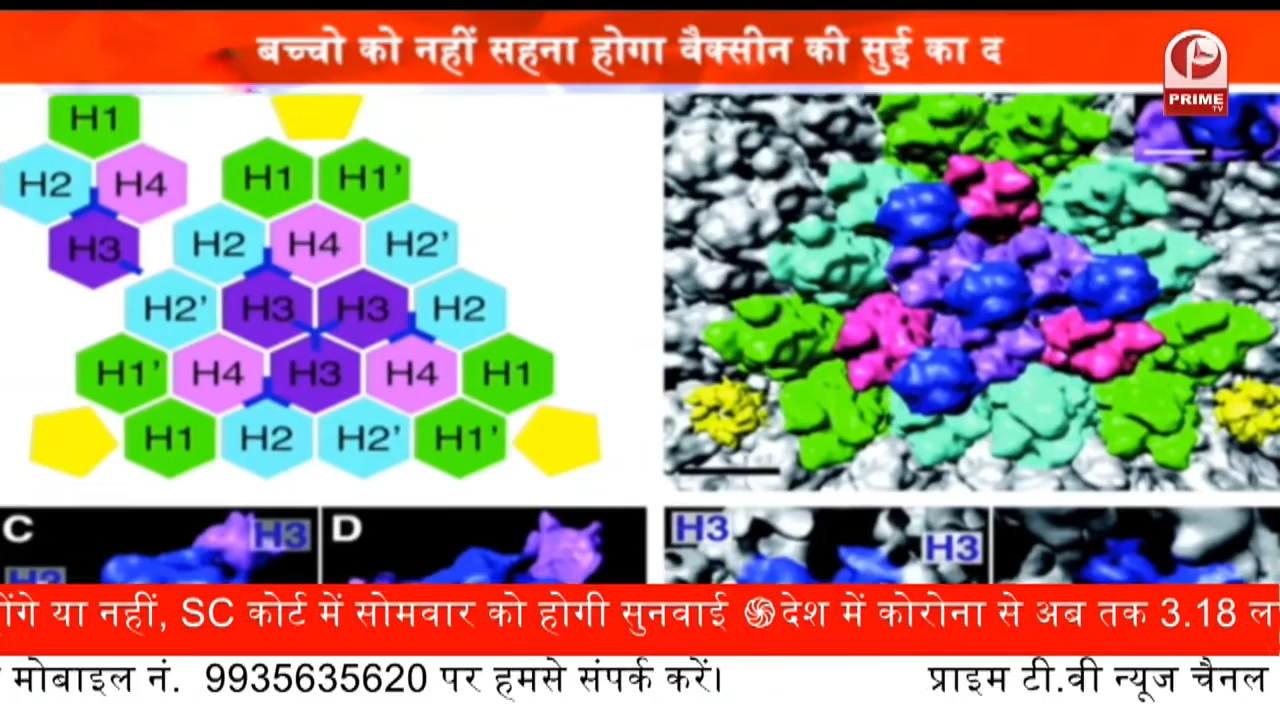 बच्चो को नहीं सहना होगा वैक्सीन की सुई का द
PRIME
TV
H1
H2 H4
H3
H1 H1’
H2 H4 H2’
H2’ H3 H3 H2
H1’ H4 H3 H4 H1
H1 H2 H2’ H1’
C H3 D H3 H3
H3
ोंगे या नहीं, SC कोर्ट में सोमवार को होगी सुनवाई देश में कोरोना से अब तक 3.18 ल
मोबाइल नं. 9935635620 पर हमसे संपर्क करें। प्राइम टी.वी न्यूज चैनल